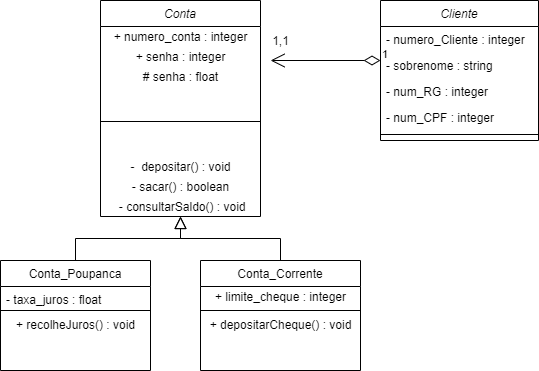 Conta
+ numero_conta : integer
+ senha : integer
# senha : float
- depositar() : void
- sacar() : boolean
- consultarSaldo() : void
1,1
1
Cliente
- numero_Cliente : integer
- sobrenome : string
- num_RG : integer
- num_CPF : integer
Conta_Poupanca
- taxa_juros : float
+ recolheJuros() : void
Conta_Corrente
+ limite_cheque : integer
+ depositarCheque() : void